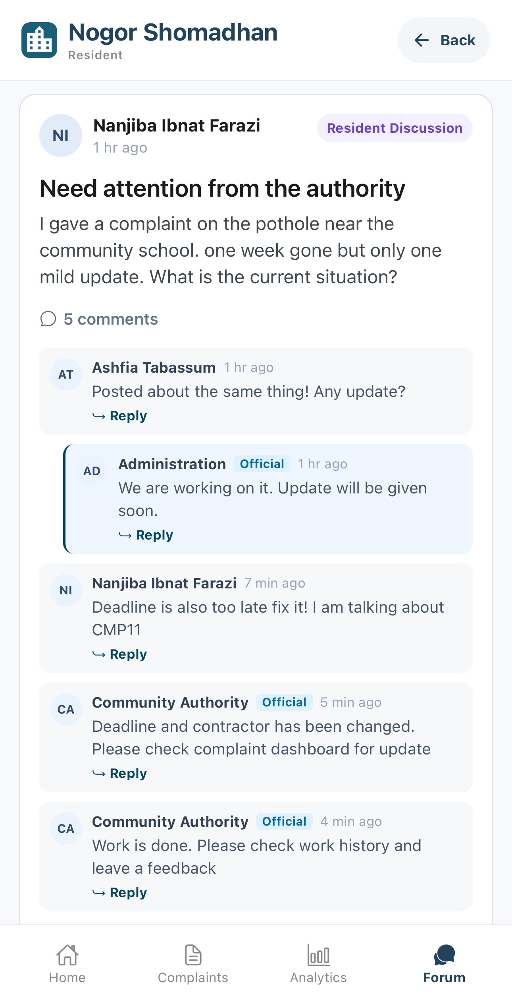 Nogor Shomadhan
Resident
Back
NI
Nanjiba Ibnat Farazi
1 hr ago
Resident Discussion
Need attention from the authority
I gave a complaint on the pothole near the
community school. one week gone but only one
mild update. What is the current situation?
5 comments
AT
Ashfia Tabassum 1 hr ago
Posted about the same thing! Any update?
Reply
AD
Administration Official 1 hr ago
We are working on it. Update will be given
soon.
Reply
NI
Nanjiba Ibnat Farazi 7 min ago
Deadline is also too late fix it! I am talking about
CMP11
Reply
CA
Community Authority Official 5 min ago
Deadline and contractor has been changed.
Please check complaint dashboard for update
Reply
CA
Community Authority Official 4 min ago
Work is done. Please check work history and
leave a feedback
Reply
Home Complaints Analytics Forum